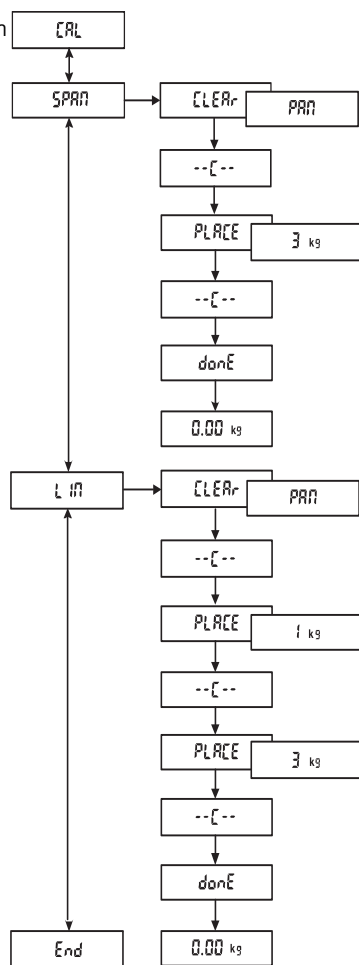 n
CAL
SPAN
CLEAr
PAN
--C--
PLACE
3 kg
--C--
donE
0.00 kg
LIN
CLEAr
PAN
--C--
PLACE
1 kg
--C--
PLACE
3 kg
--C--
donE
End
0.00 kg